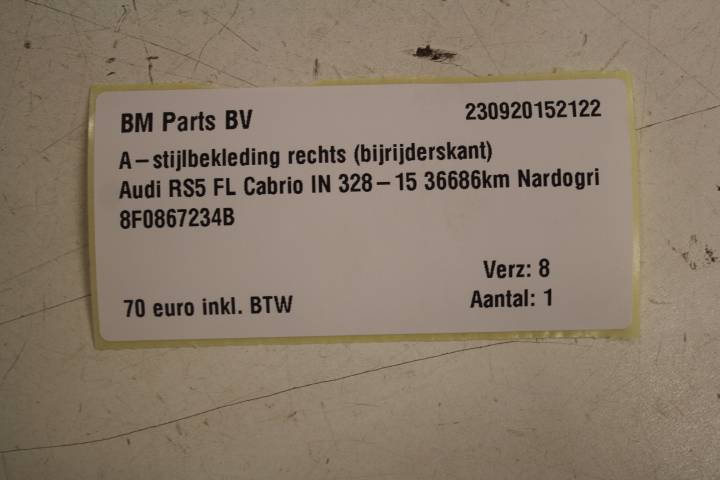 BM Parts BV 230920152122
A-stijlbekleding rechts (bijrijderskant)
Audi RS5 FL Cabrio IN 328-15 36686km Nardogri
8F0867234B
Verz: 8
70 euro inkl. BTW Aantal: 1